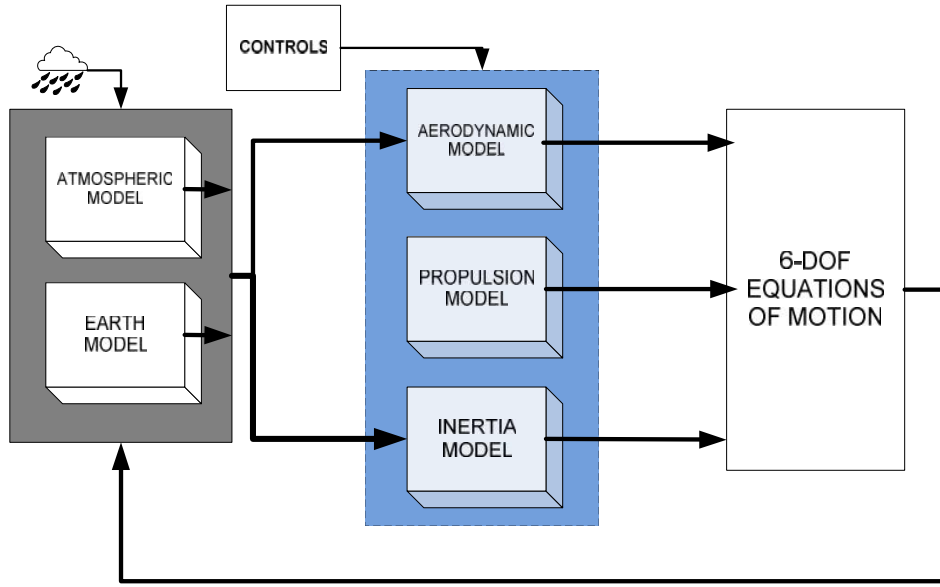 CONTROLS
ATMOSPHERIC
MODEL
EARTH
MODEL
AERODYNAMIC
MODEL
PROPULSION
MODEL
INERTIA
MODEL
6-DOF
EQUATIONS
OF MOTION